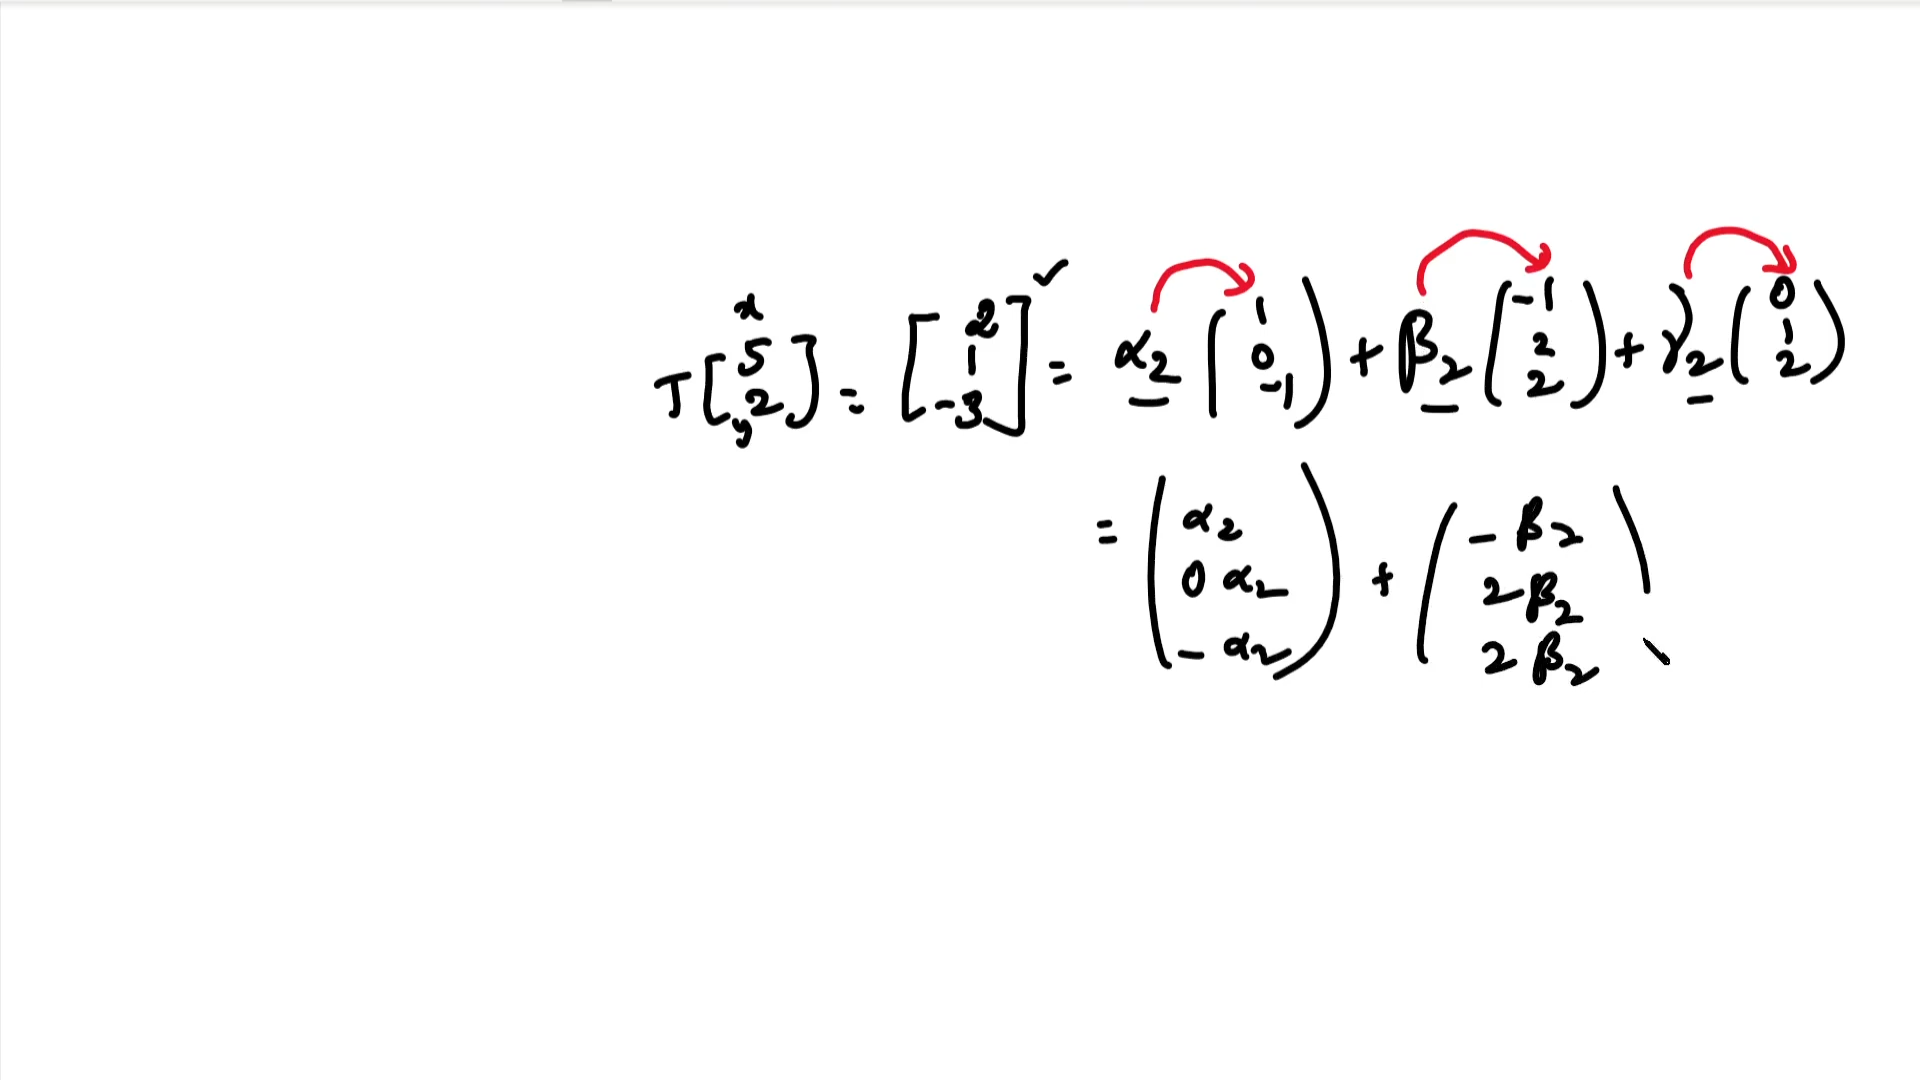 T[x 5 2 y] = [2 1 -3] ✓ = α₂ (1 0 -1) + β₂ (-1 2 2) + γ₂ (0 1 2)
= (α₂ 0α₂ -α₂) + (-β₂ 2β₂ 2β₂)